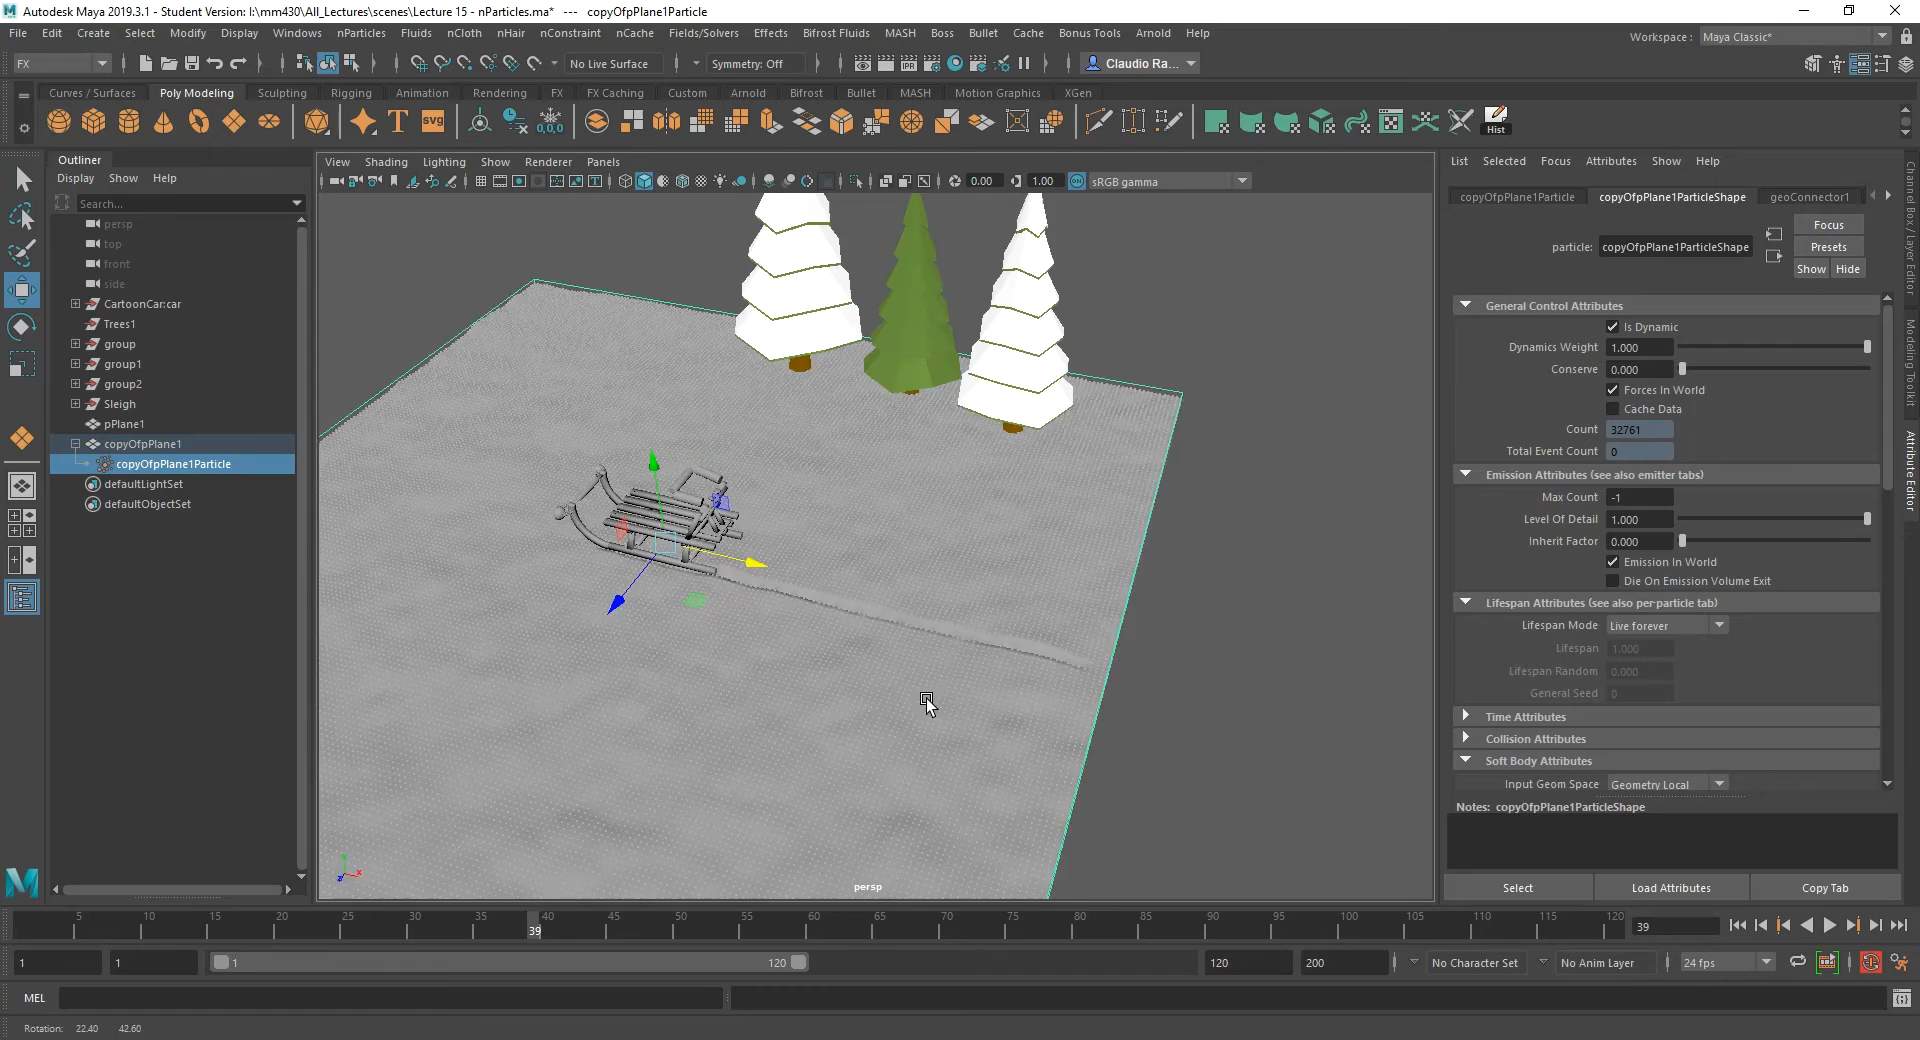 Autodesk Maya 2019.3.1 - Student Version: I:\mm430\All_Lectures\scenes\Lecture 15 - nParticles.ma* --- copyOfpPlane1Particle
File Edit Create Select Modify Display Windows nParticles Fluids nCloth nHair nConstraint nCache Fields/Solvers Effects Bifrost Fluids MASH Boss Bullet Cache Bonus Tools Arnold Help
Workspace : Maya Classic*
FX
No Live Surface
Symmetry: Off
Claudio Ra...
Curves / Surfaces Poly Modeling Sculpting Rigging Animation Rendering FX FX Caching Custom Arnold Bifrost Bullet MASH Motion Graphics XGen
T
svg
0,0,0
Hist
Outliner
Display Show Help
Search...
persp
top
front
side
CartoonCar:car
Trees1
group
group1
group2
Sleigh
pPlane1
copyOfpPlane1
copyOfpPlane1Particle
defaultLightSet
defaultObjectSet
View Shading Lighting Show Renderer Panels
0.00
1.00
sRGB gamma
persp
List Selected Focus Attributes Show Help
copyOfpPlane1Particle copyOfpPlane1ParticleShape geoConnector1
particle: copyOfpPlane1ParticleShape
Focus
Presets
Show Hide
General Control Attributes
Is Dynamic
Dynamics Weight 1.000
Conserve 0.000
Forces In World
Cache Data
Count 32761
Total Event Count 0
Emission Attributes (see also emitter tabs)
Max Count -1
Level Of Detail 1.000
Inherit Factor 0.000
Emission In World
Die On Emission Volume Exit
Lifespan Attributes (see also per-particle tab)
Lifespan Mode Live forever
Lifespan 1.000
Lifespan Random 0.000
General Seed 0
Time Attributes
Collision Attributes
Soft Body Attributes
Input Geom Space Geometry Local
Notes: copyOfpPlane1ParticleShape
Select Load Attributes Copy Tab
Channel Box / Layer Editor
Modeling Toolkit
Attribute Editor
5 10 15 20 25 30 35 40 45 50 55 60 65 70 75 80 85 90 95 100 105 110 115 120
39
39
1 1 1 120 120 200 No Character Set No Anim Layer 24 fps
MEL
Rotation: 22.40 42.60